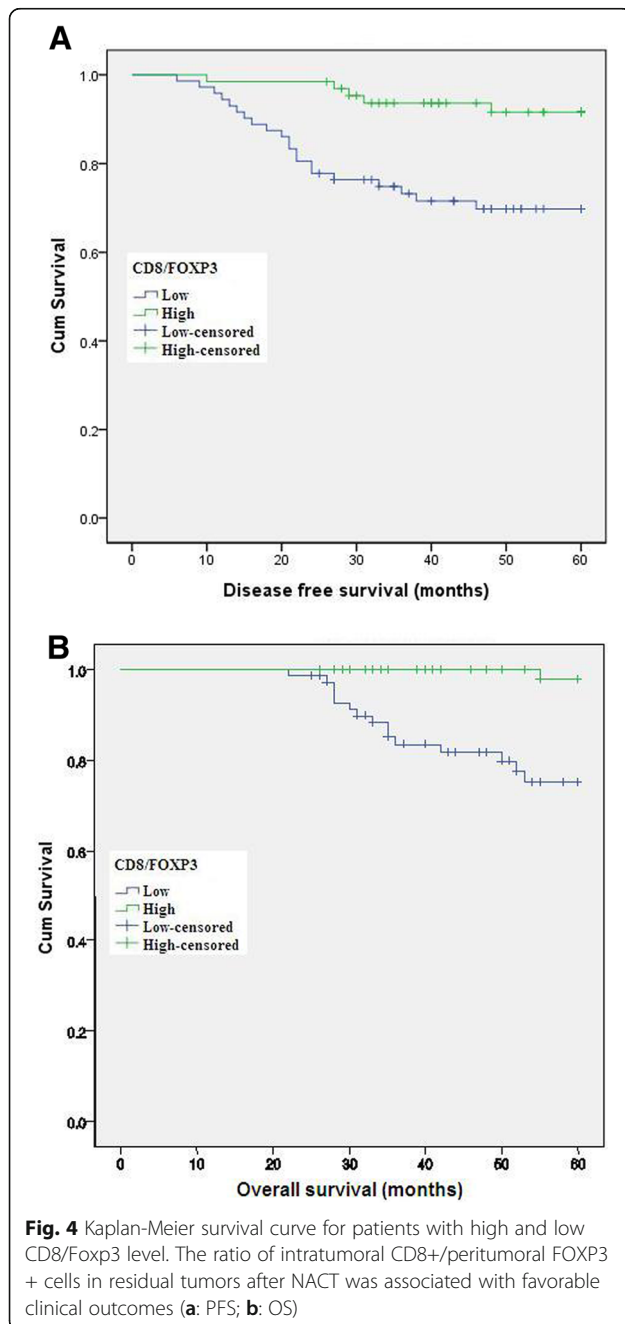 A
1.0
0.8
0.6
0.4
0.2
0.0
Cum Survival
CD8/FOXP3
Low
High
Low-censored
High-censored
0 10 20 30 40 50 60
Disease free survival (months)
B
1.0
0.8
0.6
0.4
0.2
0.0
Cum Survival
CD8/FOXP3
Low
High
Low-censored
High-censored
0 10 20 30 40 50 60
Overall survival (months)
Fig. 4 Kaplan-Meier survival curve for patients with high and low
CD8/Foxp3 level. The ratio of intratumoral CD8+/peritumoral FOXP3
+ cells in residual tumors after NACT was associated with favorable
clinical outcomes (a: PFS; b: OS)